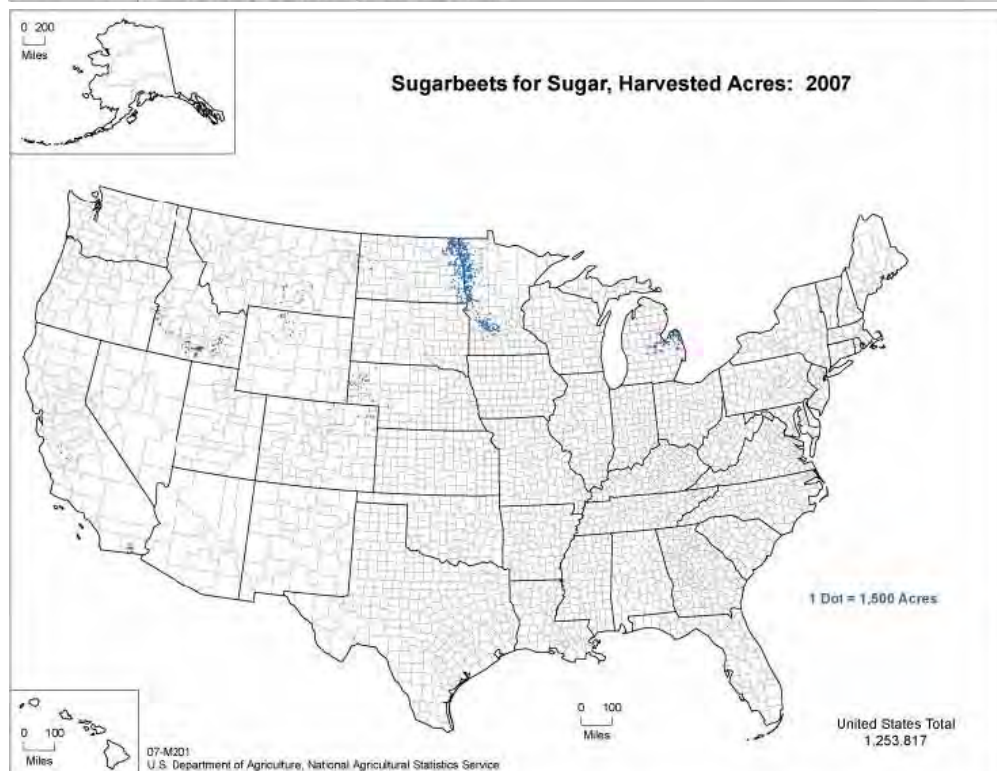 0 200
Miles
Sugarbeets for Sugar, Harvested Acres: 2007
1 Dot = 1,500 Acres
0 100
Miles
0 100
Miles
United States Total
1,253,817
07-M201
U.S. Department of Agriculture, National Agricultural Statistics Service